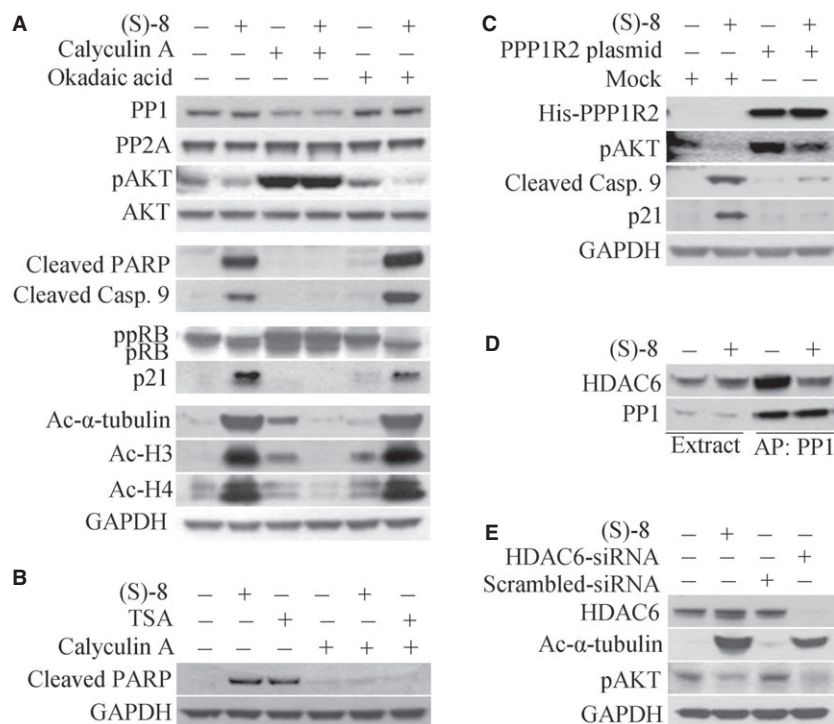 A
(S)-8 – + – + – +
Calyculin A – – + + – –
Okadaic acid – – – – + +
PP1
PP2A
pAKT
AKT
Cleaved PARP
Cleaved Casp. 9
ppRB
pRB
p21
Ac-α-tubulin
Ac-H3
Ac-H4
GAPDH
B
(S)-8 – + – – + –
TSA – – + – – +
Calyculin A – – – + + +
Cleaved PARP
GAPDH
C
(S)-8 – + – +
PPP1R2 plasmid – – + +
Mock + + – –
His-PPP1R2
pAKT
Cleaved Casp. 9
p21
GAPDH
D
(S)-8 – + – +
HDAC6
PP1
Extract AP: PP1
E
(S)-8 – + – –
HDAC6-siRNA – – – +
Scrambled-siRNA – – + –
HDAC6
Ac-α-tubulin
pAKT
GAPDH